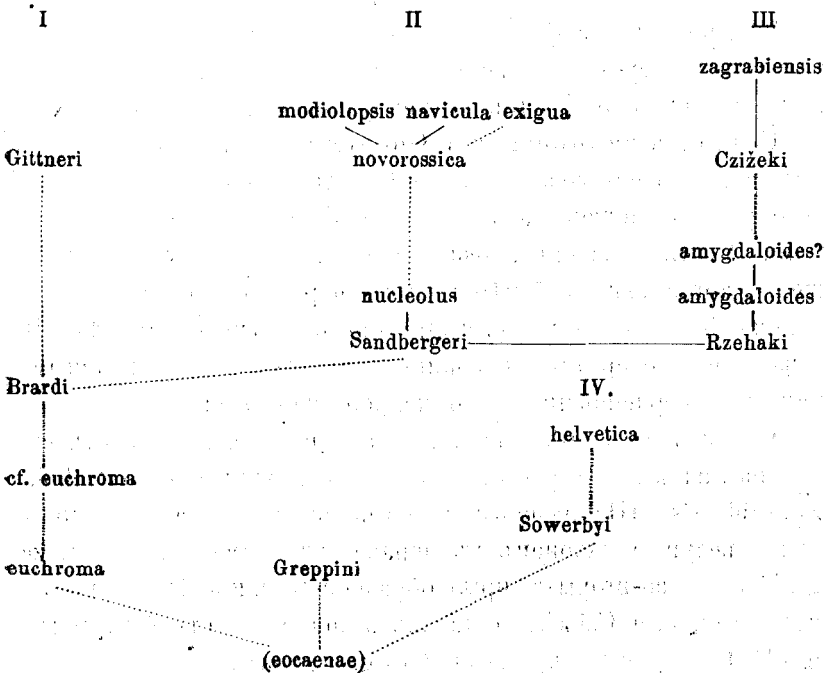 I II III
zagrabiensis
modiolopsis navicula exigua
Gittneri novorossica Cžižeki
amygdaloides?
nucleolus amygdaloides
Sandbergeri Rzehaki
Brardi IV.
helvetica
cf. euchroma
Sowerbyi
euchroma Greppini
(eocaenae)